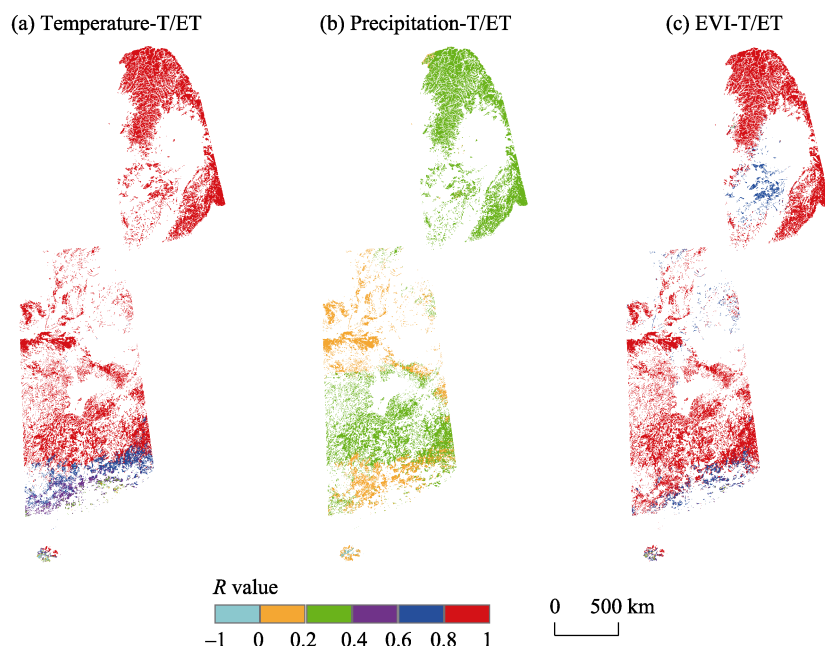 (a) Temperature-T/ET
(b) Precipitation-T/ET
(c) EVI-T/ET
R value
−1 0 0.2 0.4 0.6 0.8 1
0 500 km